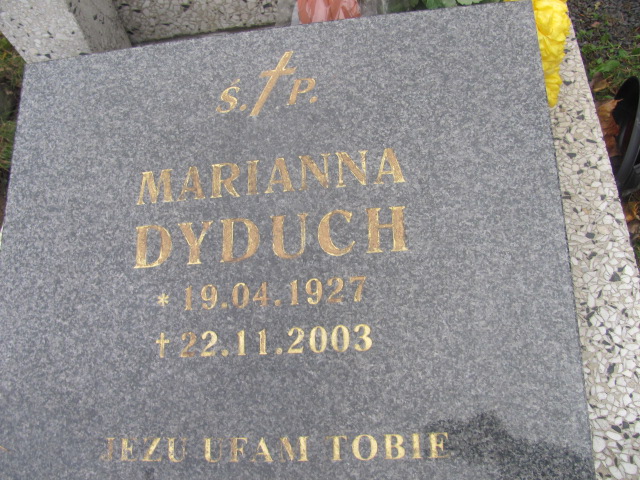 Ś. P.
MARIANNA
DYDUCH
* 19.04.1927
† 22.11.2003
JEZU UFAM TOBIE